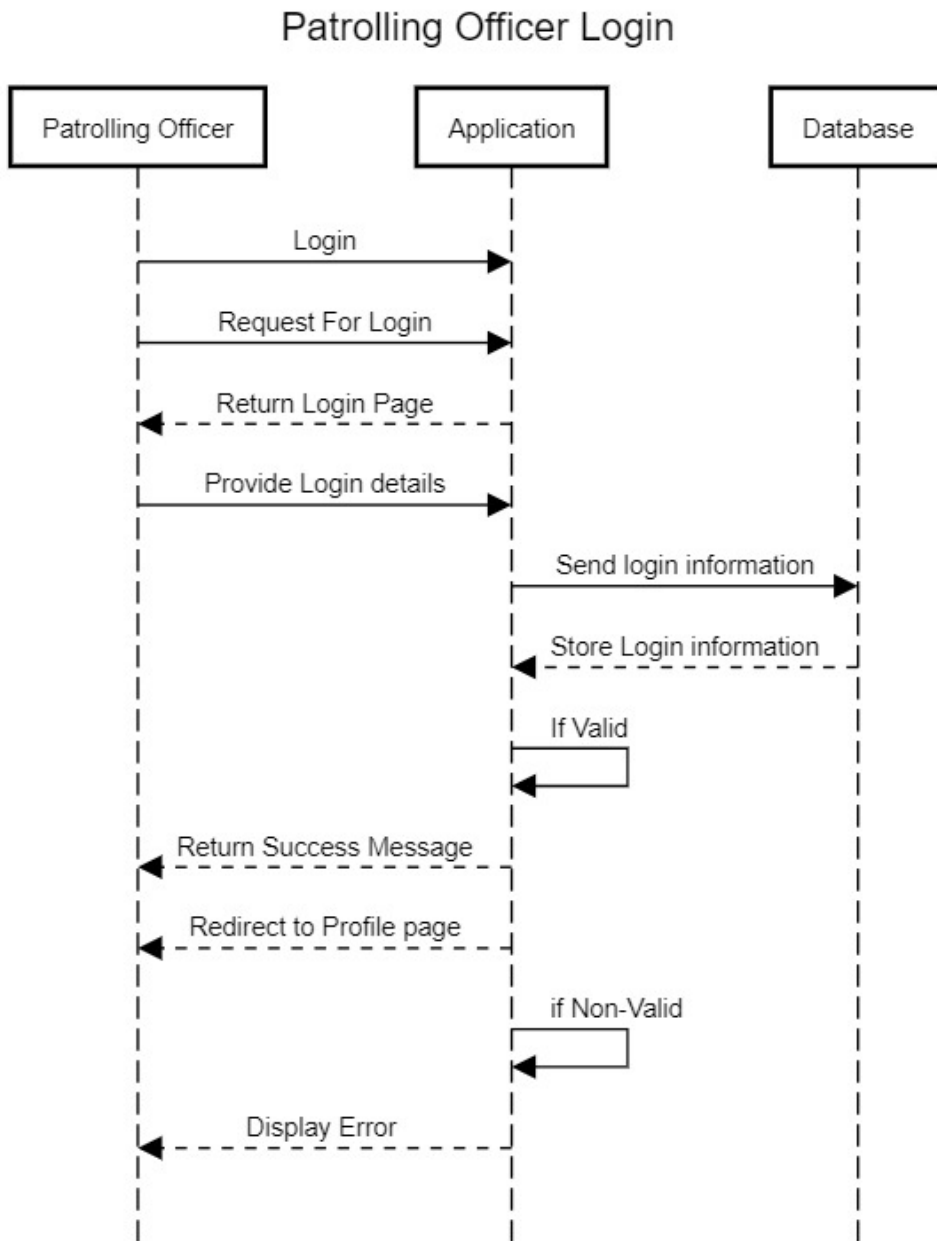 Patrolling Officer Login
Patrolling Officer
Application
Database
Login
Request For Login
Return Login Page
Provide Login details
Send login information
Store Login information
If Valid
Return Success Message
Redirect to Profile page
if Non-Valid
Display Error